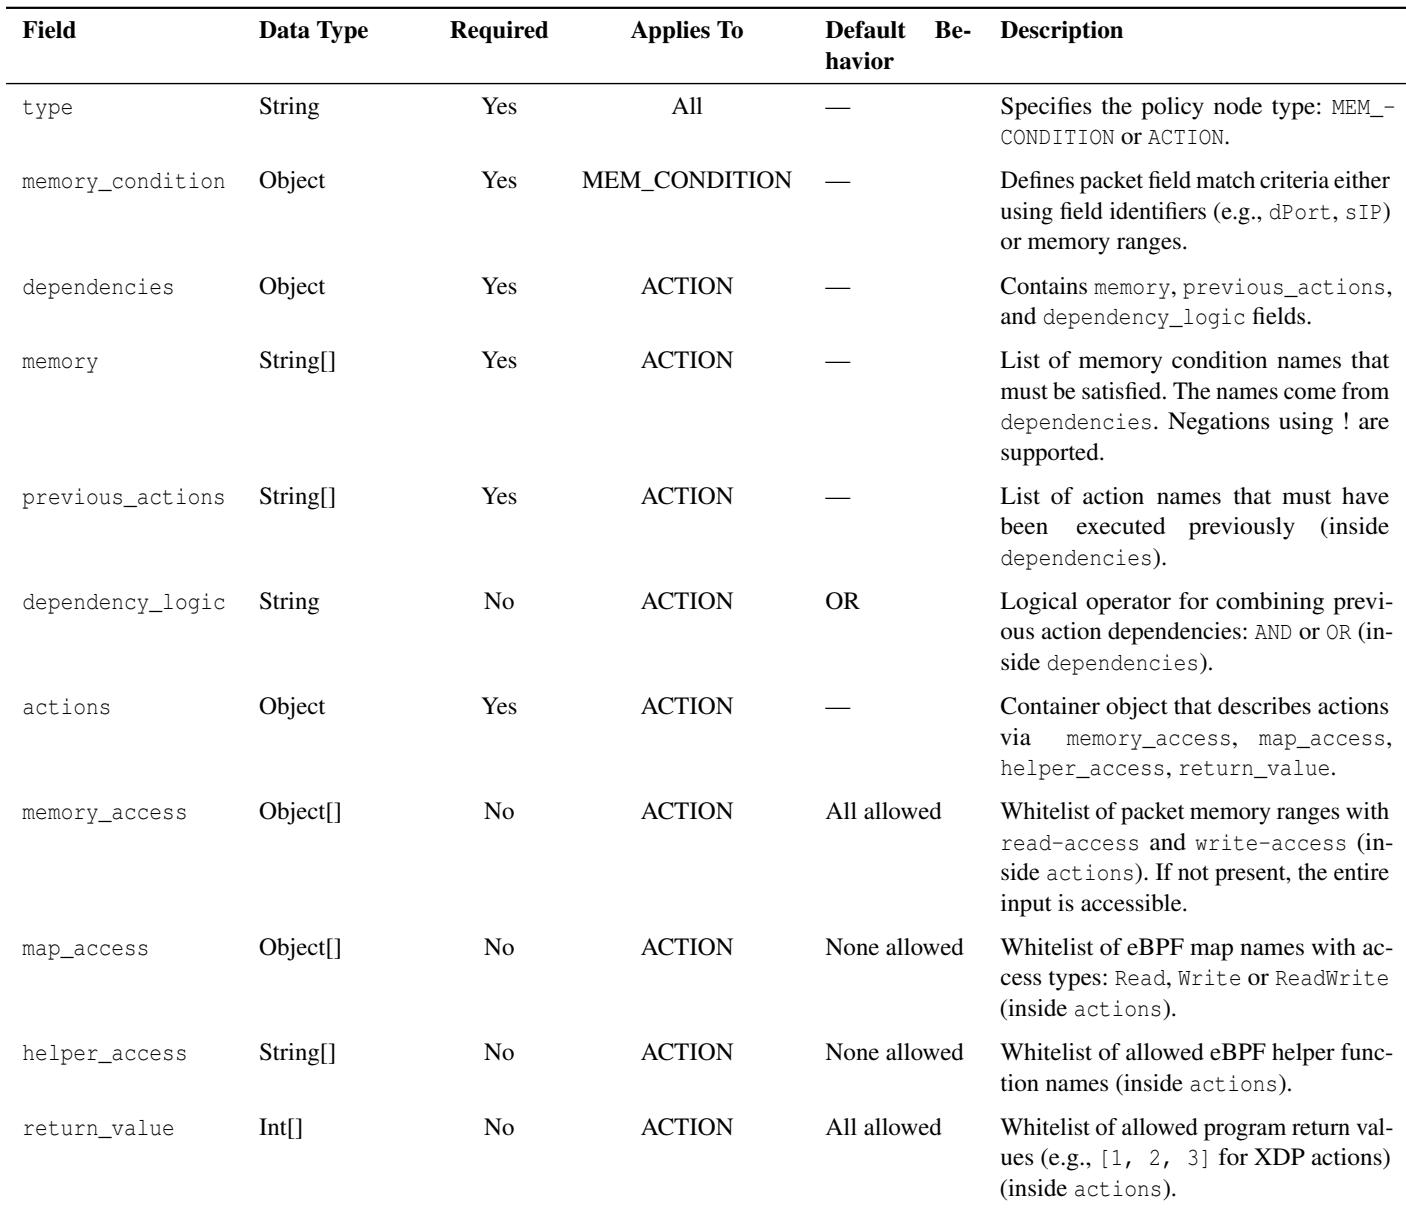 Field Data Type Required Applies To Default Be- Description
havior
type String Yes All — Specifies the policy node type: MEM_-
CONDITION or ACTION.
memory_condition Object Yes MEM_CONDITION — Defines packet field match criteria either
using field identifiers (e.g., dPort, sIP)
or memory ranges.
dependencies Object Yes ACTION — Contains memory, previous_actions,
and dependency_logic fields.
memory String[] Yes ACTION — List of memory condition names that
must be satisfied. The names come from
dependencies. Negations using ! are
supported.
previous_actions String[] Yes ACTION — List of action names that must have
been executed previously (inside
dependencies).
dependency_logic String No ACTION OR Logical operator for combining previ-
ous action dependencies: AND or OR (in-
side dependencies).
actions Object Yes ACTION — Container object that describes actions
via memory_access, map_access,
helper_access, return_value.
memory_access Object[] No ACTION All allowed Whitelist of packet memory ranges with
read-access and write-access (in-
side actions). If not present, the entire
input is accessible.
map_access Object[] No ACTION None allowed Whitelist of eBPF map names with ac-
cess types: Read, Write or ReadWrite
(inside actions).
helper_access String[] No ACTION None allowed Whitelist of allowed eBPF helper func-
tion names (inside actions).
return_value Int[] No ACTION All allowed Whitelist of allowed program return val-
ues (e.g., [1, 2, 3] for XDP actions)
(inside actions).